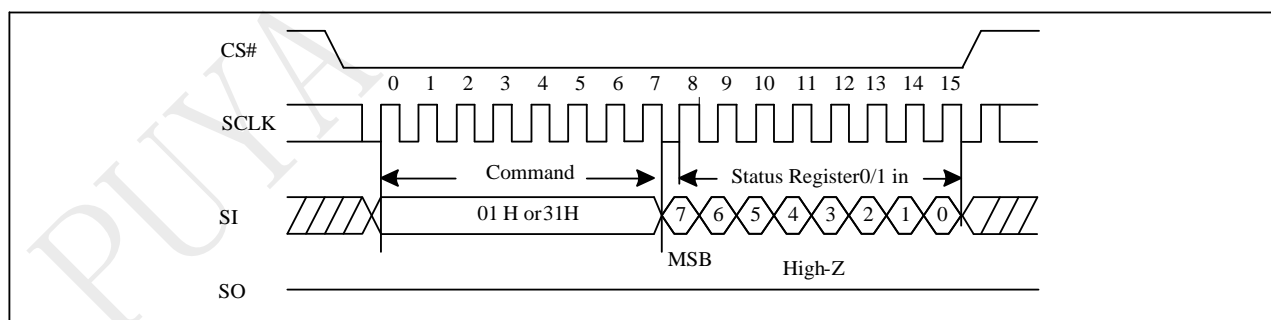 CS#
0 1 2 3 4 5 6 7 8 9 10 11 12 13 14 15
SCLK
Command Status Register0/1 in
SI 01 H or31H 7 6 5 4 3 2 1 0
MSB High-Z
SO
PUYA